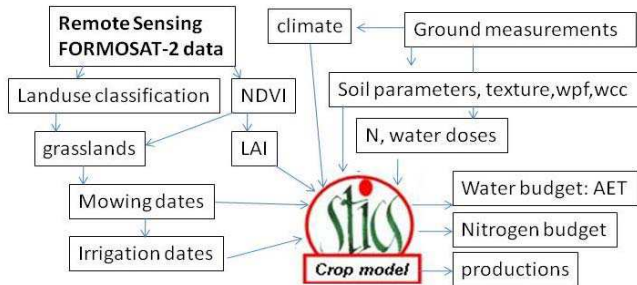 Remote Sensing
FORMOSAT-2 data
climate
Ground measurements
Landuse classification
NDVI
Soil parameters, texture,wpf,wcc
grasslands
LAI
N, water doses
Mowing dates
Irrigation dates
stics
Crop model
Water budget: AET
Nitrogen budget
productions